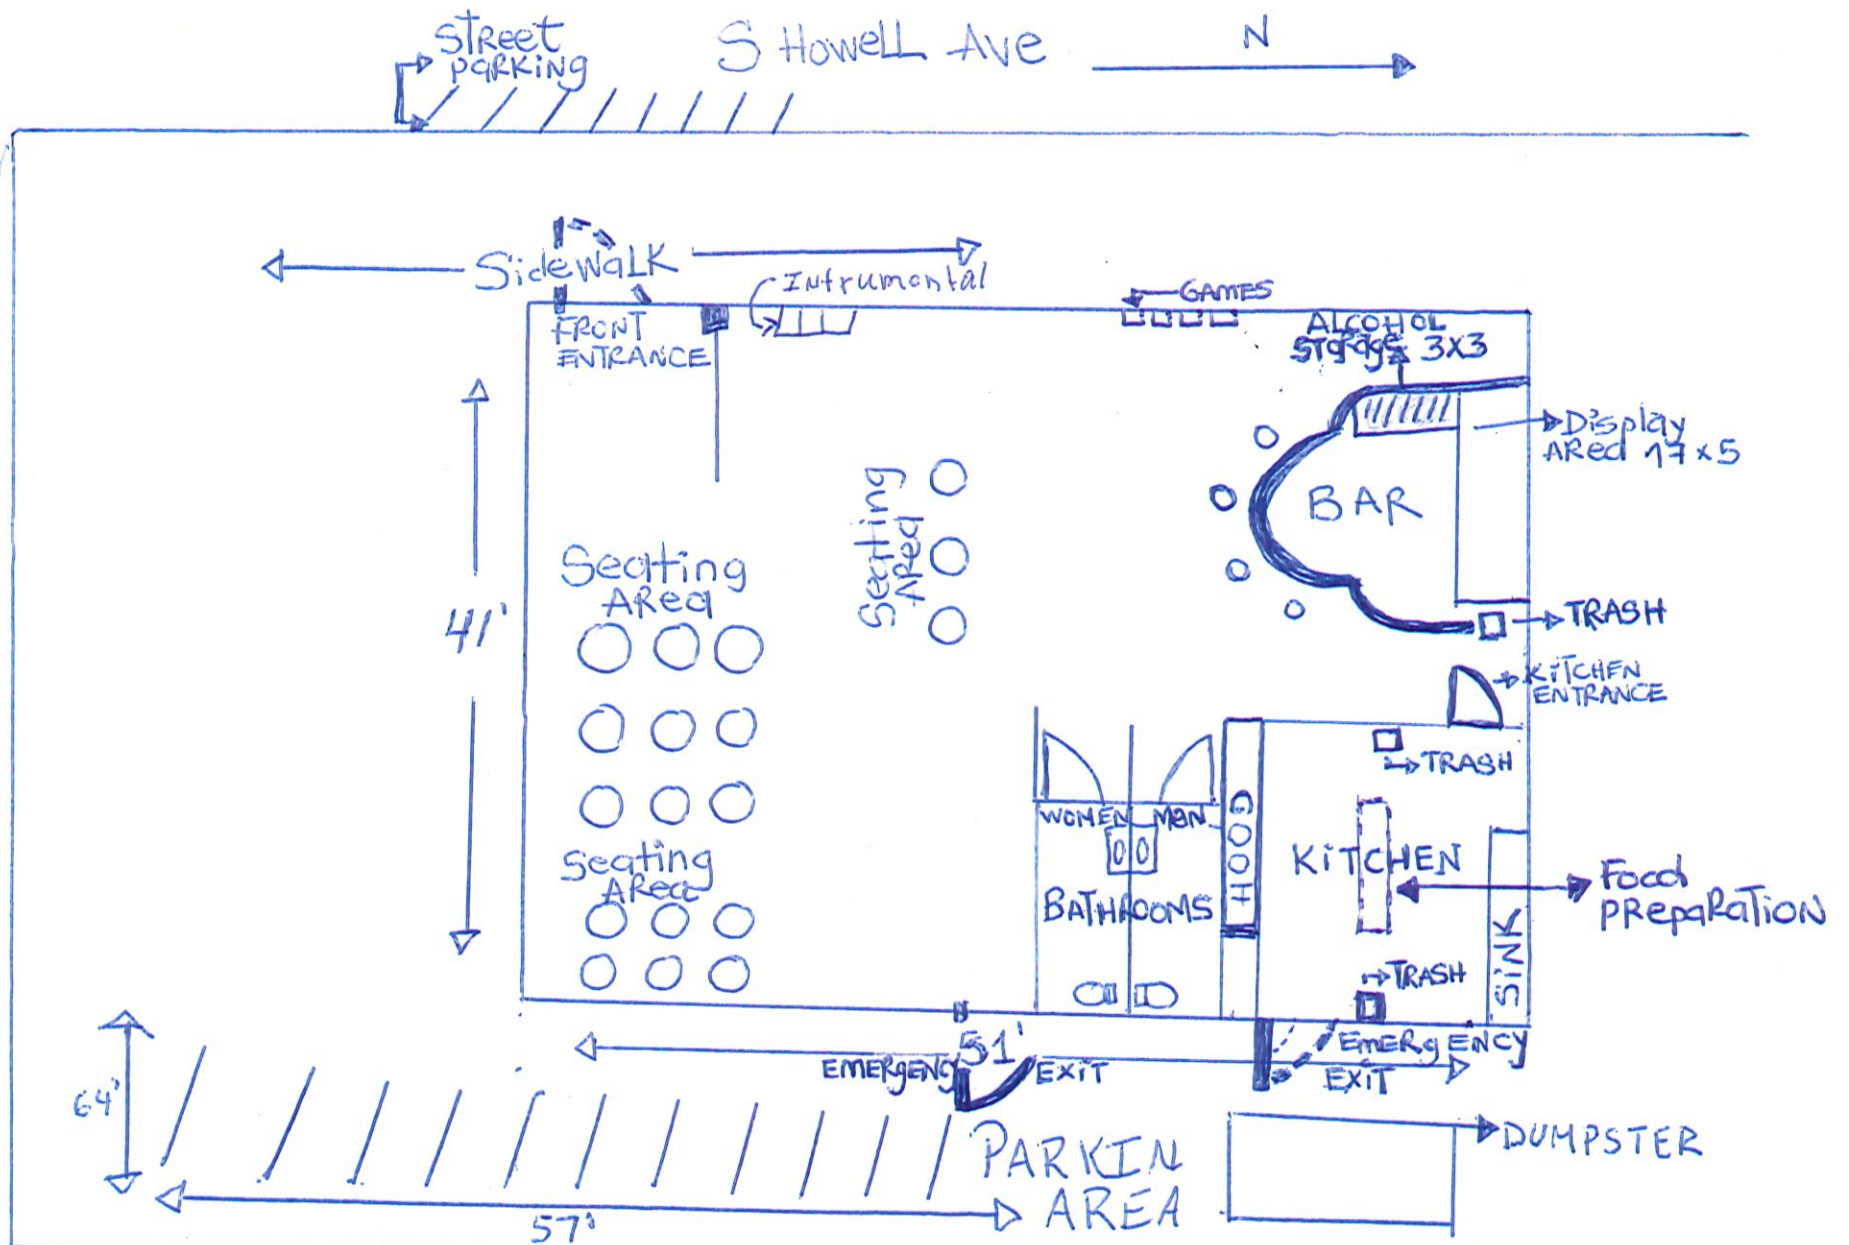 Street
PARKING
S Howell Ave
N
SidewaLK
Intrumental
GAMES
FRONT
ENTRANCE
ALCOHOL
Storage 3X3
Display
Area 17 x 5
BAR
Seating
Area
Seating
Area
41'
TRASH
KiTCHEN
ENTRANCE
TRASH
WOMEN
MEN
HOOD
KiTCHEN
Food
PReparation
Seating
Area
BATHROOMS
SiNK
TRASH
51'
EMERGENCY
EXiT
EMERgENCy
EXiT
64'
PARKIN
AREA
DUMPSTER
57'